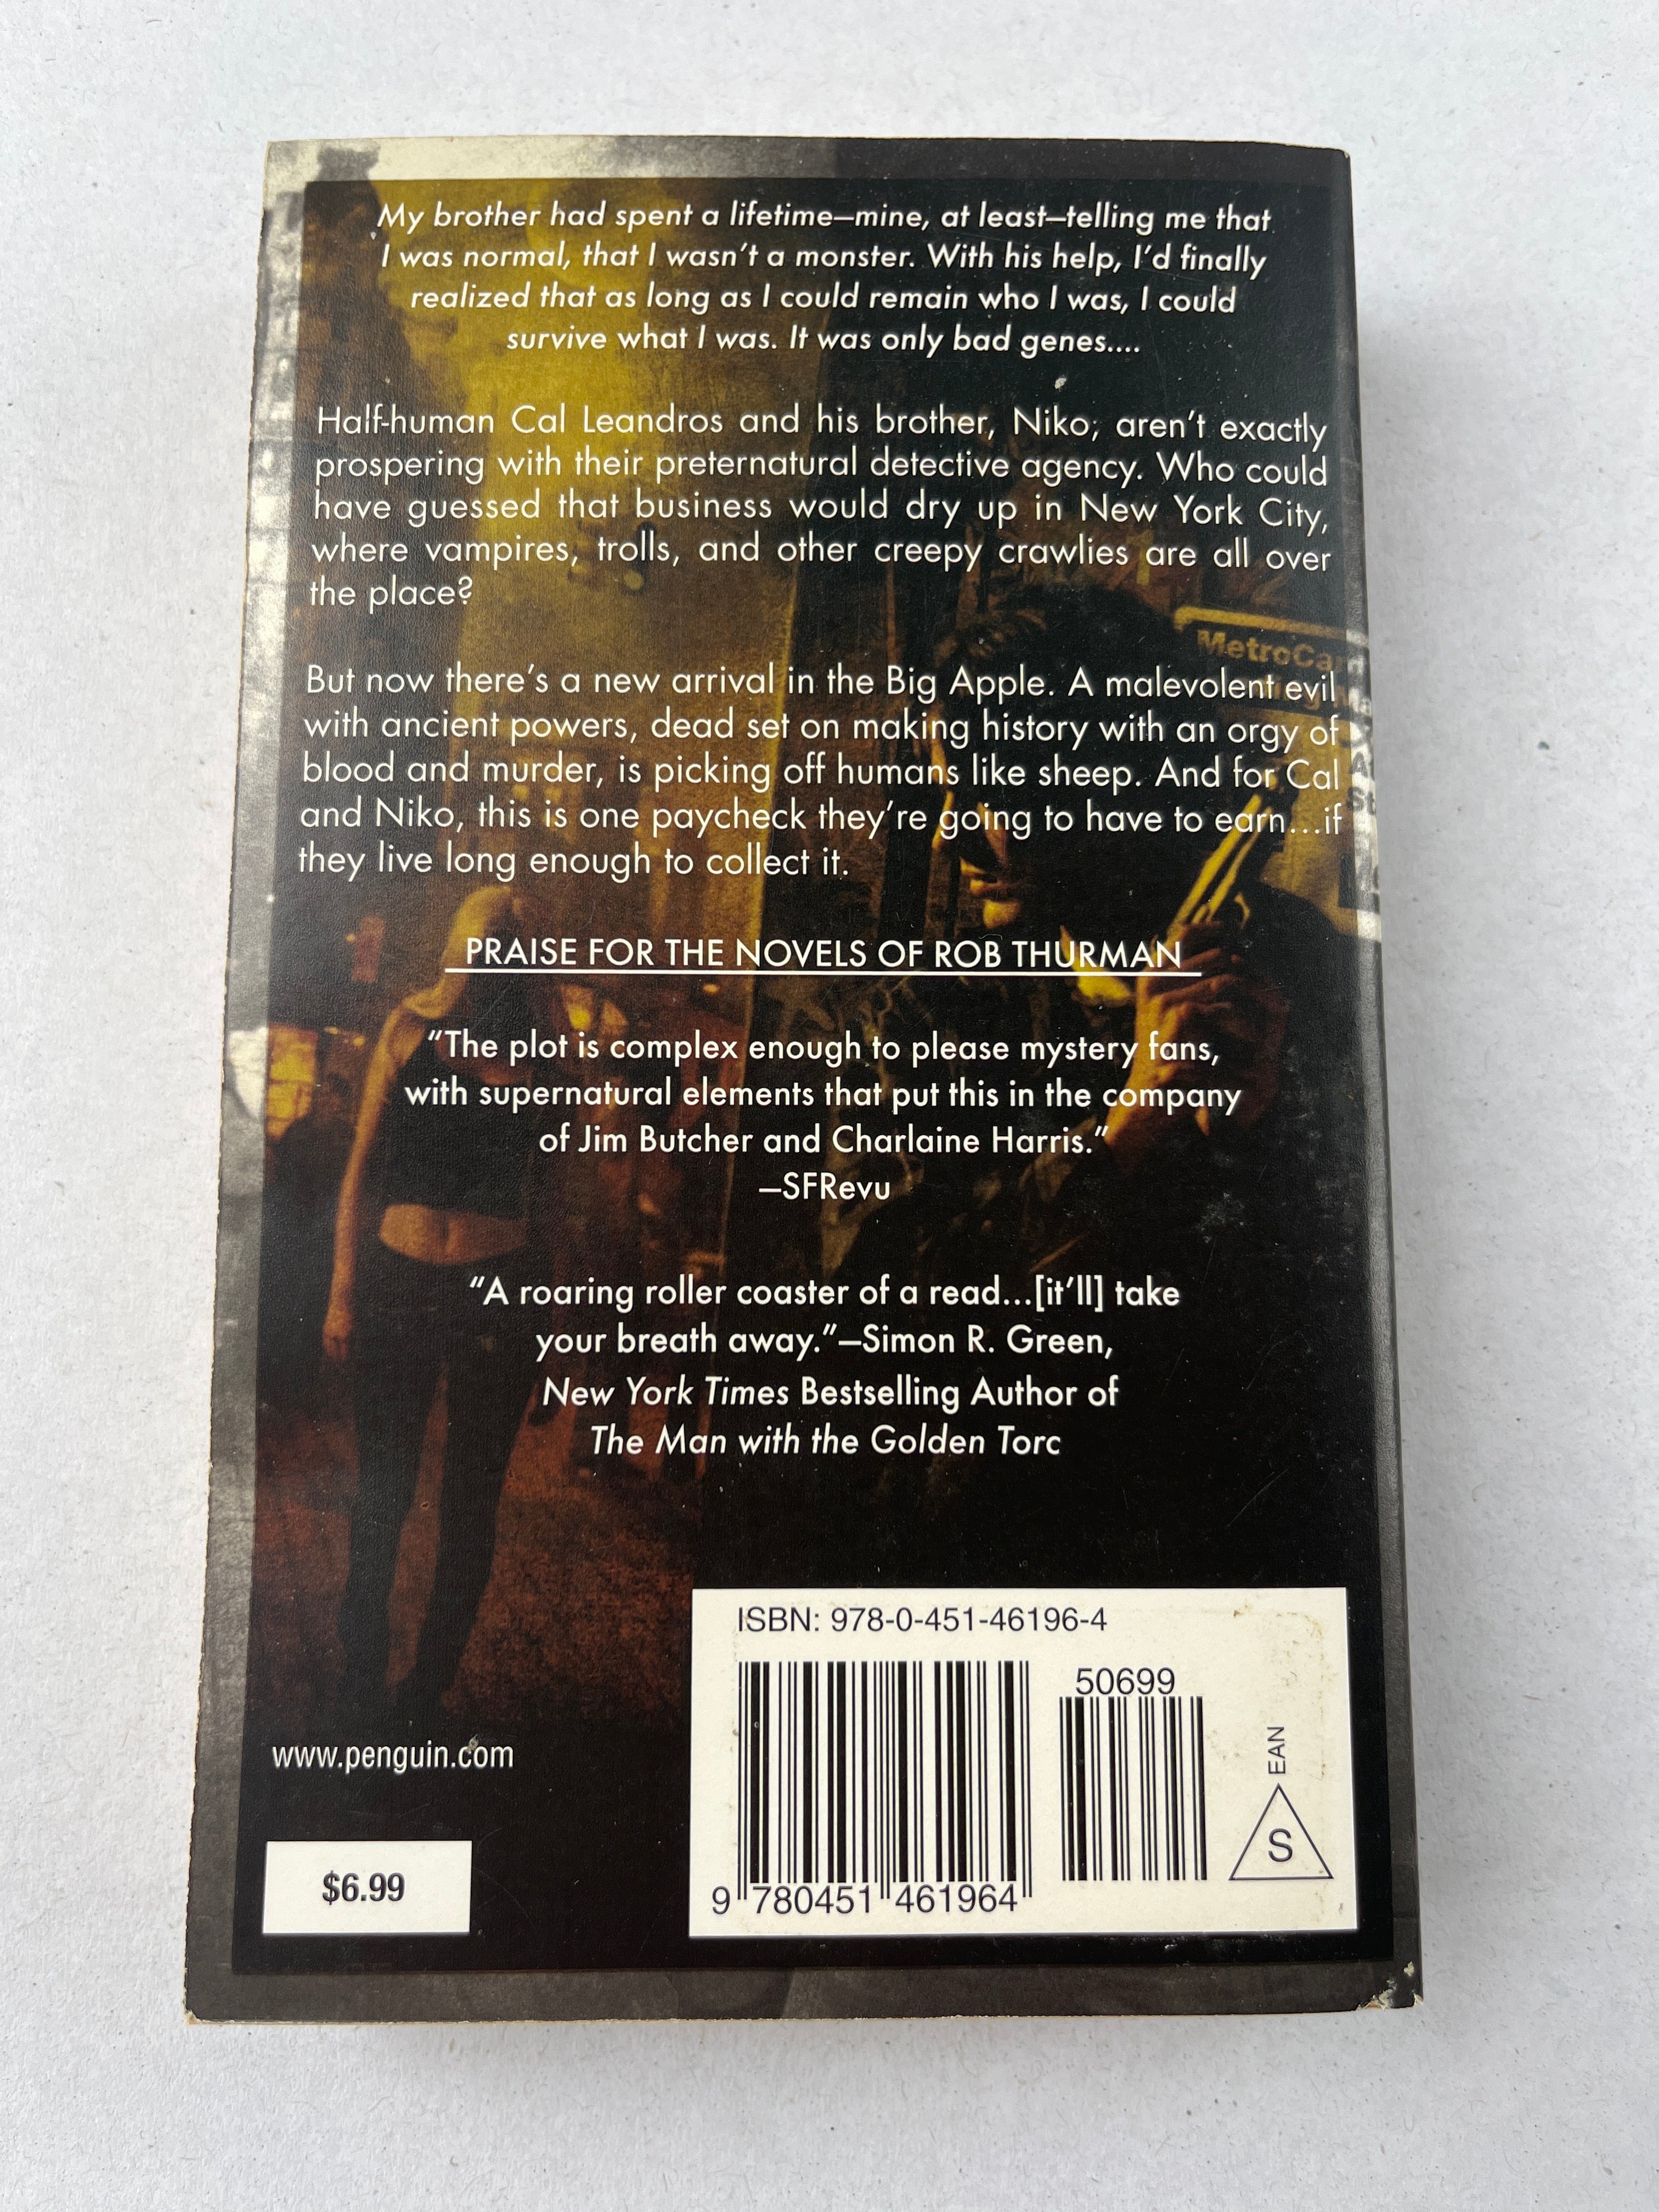 My brother had spent a lifetime—mine, at least—telling me that
I was normal, that I wasn't a monster. With his help, I'd finally
realized that as long as I could remain who I was, I could
survive what I was. It was only bad genes....
Half-human Cal Leandros and his brother, Niko, aren't exactly
prospering with their preternatural detective agency. Who could
have guessed that business would dry up in New York City,
where vampires, trolls, and other creepy crawlies are all over
the place?
MetroCard
But now there's a new arrival in the Big Apple. A malevolent evil
with ancient powers, dead set on making history with an orgy of
blood and murder, is picking off humans like sheep. And for Cal
and Niko, this is one paycheck they're going to have to earn...if
they live long enough to collect it.
PRAISE FOR THE NOVELS OF ROB THURMAN
“The plot is complex enough to please mystery fans,
with supernatural elements that put this in the company
of Jim Butcher and Charlaine Harris.”
—SFRevu
“A roaring roller coaster of a read...[it'll] take
your breath away.”—Simon R. Green,
New York Times Bestselling Author of
The Man with the Golden Torc
ISBN: 978-0-451-46196-4
50699
EAN
S
9 780451 461964
www.penguin.com
$6.99